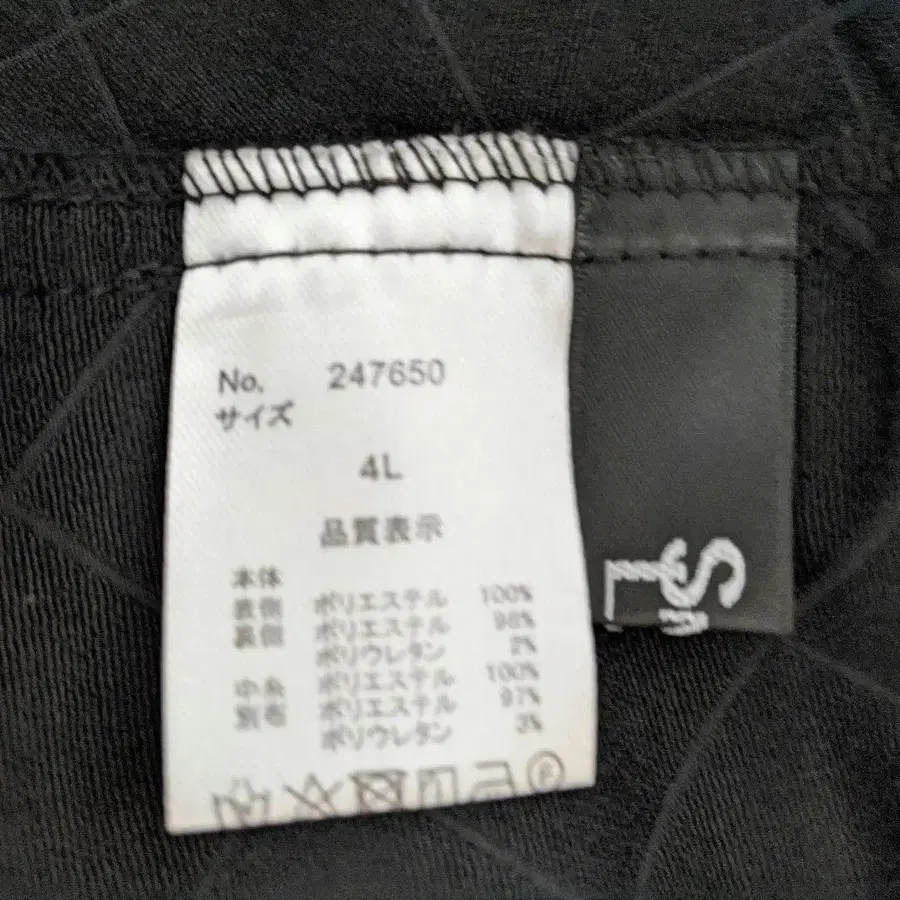 No. 247650
サイズ
4L
品質表示
本体
表側 ポリエステル 100%
裏側 ポリエステル 98%
ポリウレタン 2%
中糸 ポリエステル 100%
別布 ポリエステル 97%
ポリウレタン 3%